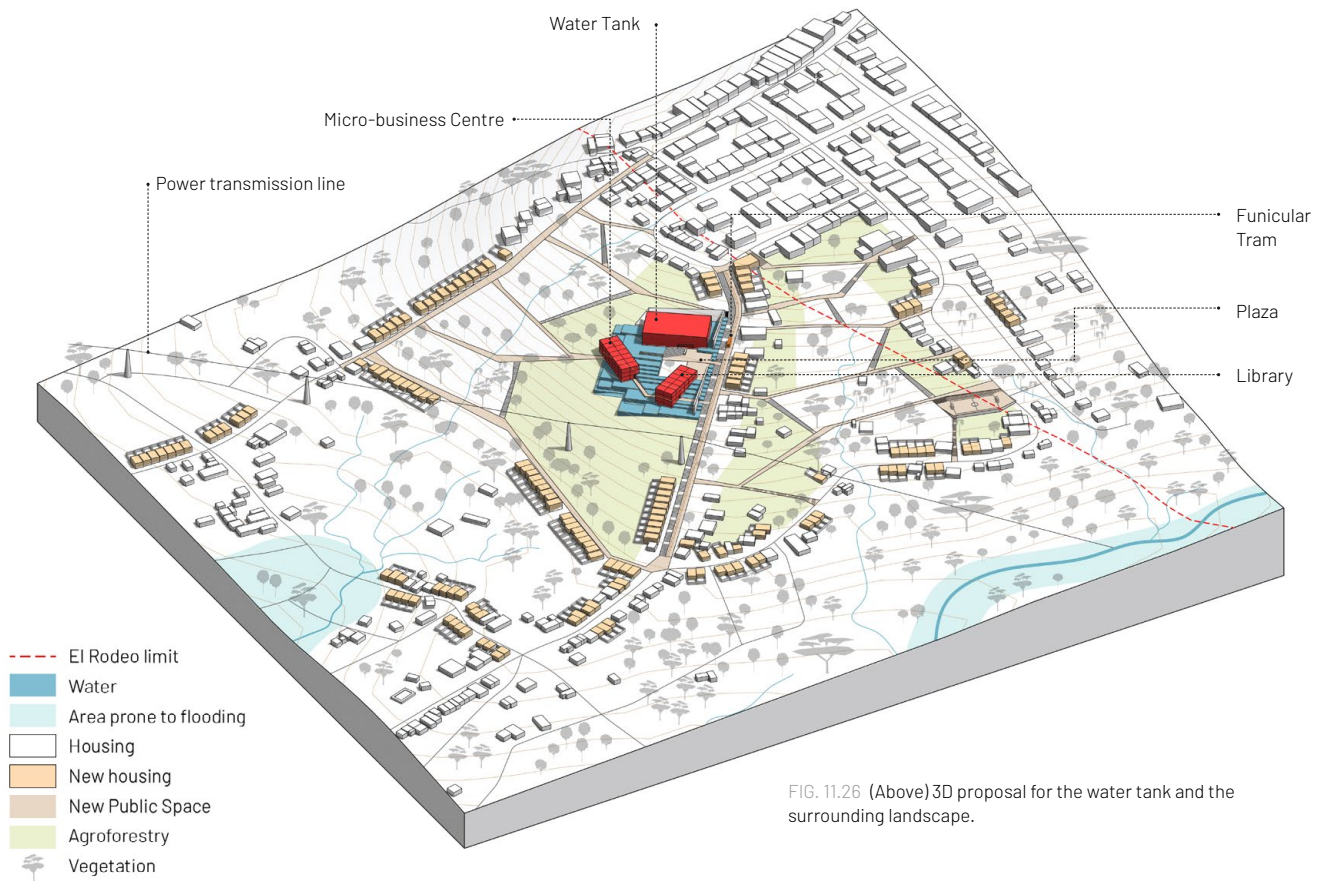 Water Tank
Micro-business Centre
Power transmission line
Funicular
Tram
Plaza
Library
El Rodeo limit
Water
Area prone to flooding
Housing
New housing
New Public Space
Agroforestry
Vegetation
FIG. 11.26 (Above) 3D proposal for the water tank and the
surrounding landscape.